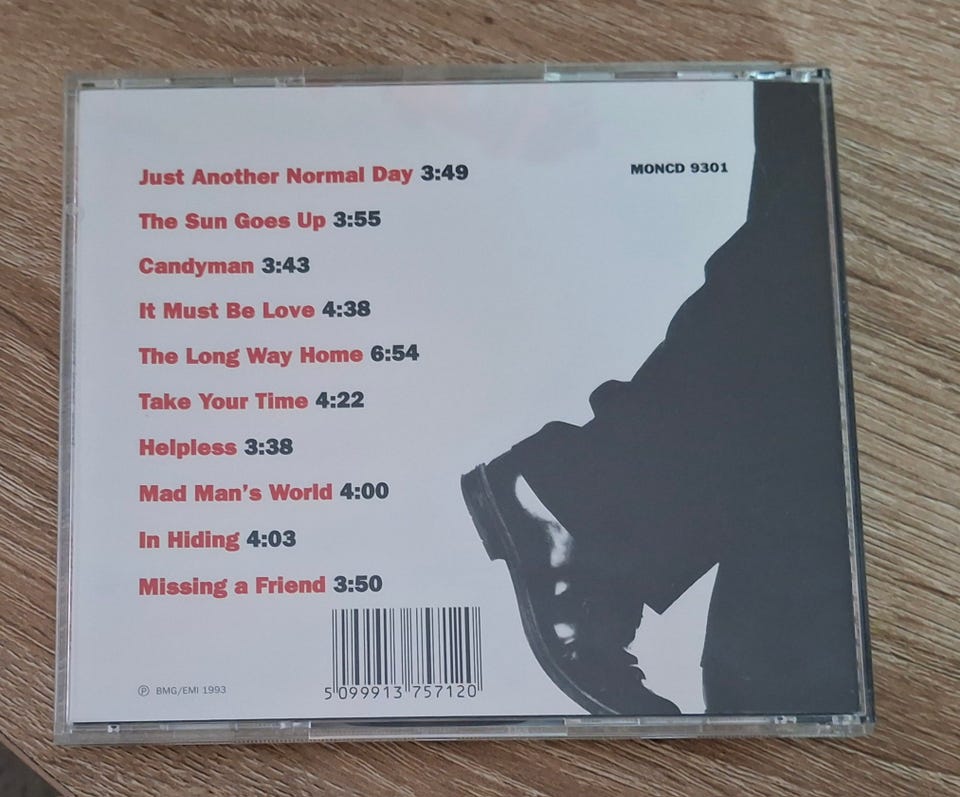 MONCD 9301
Just Another Normal Day 3:49
The Sun Goes Up 3:55
Candyman 3:43
It Must Be Love 4:38
The Long Way Home 6:54
Take Your Time 4:22
Helpless 3:38
Mad Man's World 4:00
In Hiding 4:03
Missing a Friend 3:50
℗ BMG/EMI 1993
5 099913 757120